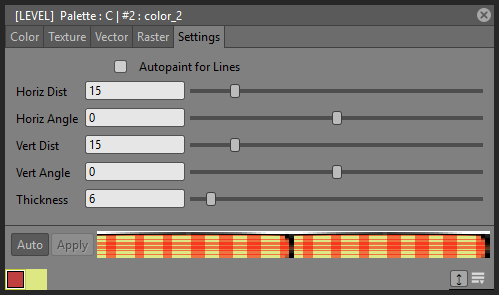 [LEVEL] Palette : C | #2 : color_2
Color Texture Vector Raster Settings
Autopaint for Lines
Horiz Dist 15
Horiz Angle 0
Vert Dist 15
Vert Angle 0
Thickness 6
Auto Apply